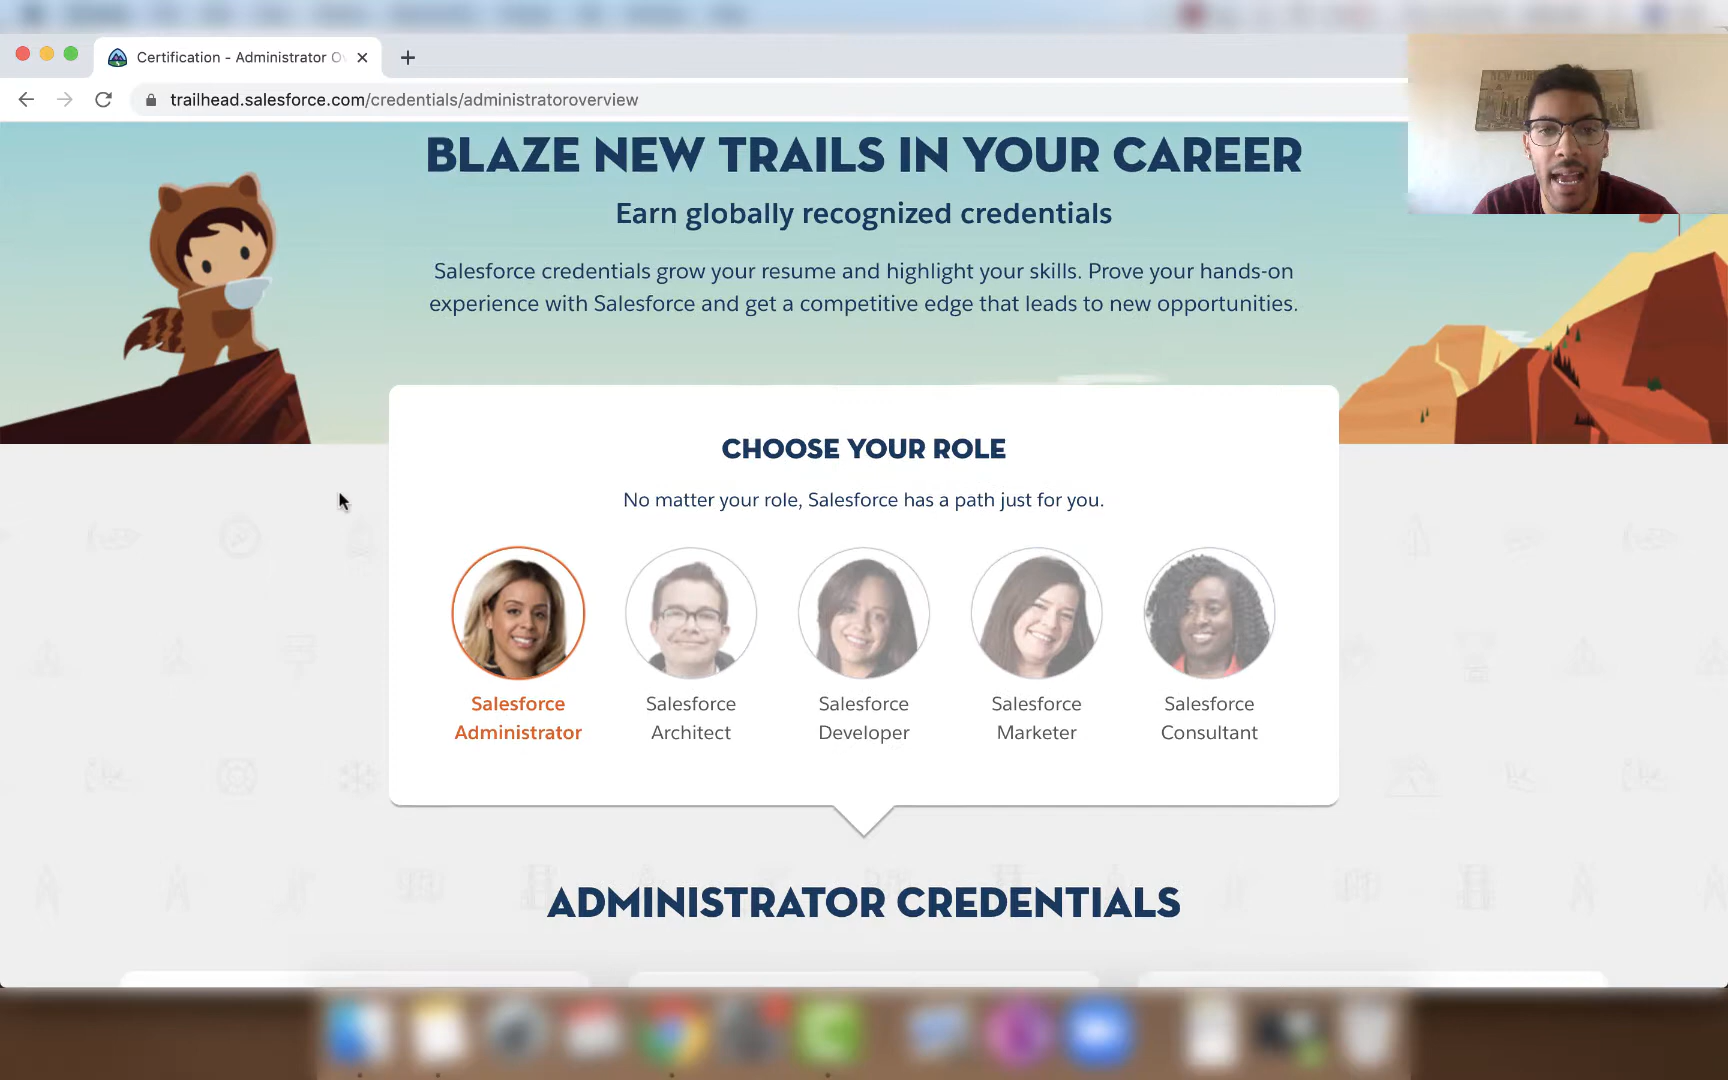 Certification - Administrator O
trailhead.salesforce.com/credentials/administratoroverview
NEW YORK
BLAZE NEW TRAILS IN YOUR CAREER
Earn globally recognized credentials
Salesforce credentials grow your resume and highlight your skills. Prove your hands-on
experience with Salesforce and get a competitive edge that leads to new opportunities.
CHOOSE YOUR ROLE
No matter your role, Salesforce has a path just for you.
Salesforce
Administrator
Salesforce
Architect
Salesforce
Developer
Salesforce
Marketer
Salesforce
Consultant
ADMINISTRATOR CREDENTIALS